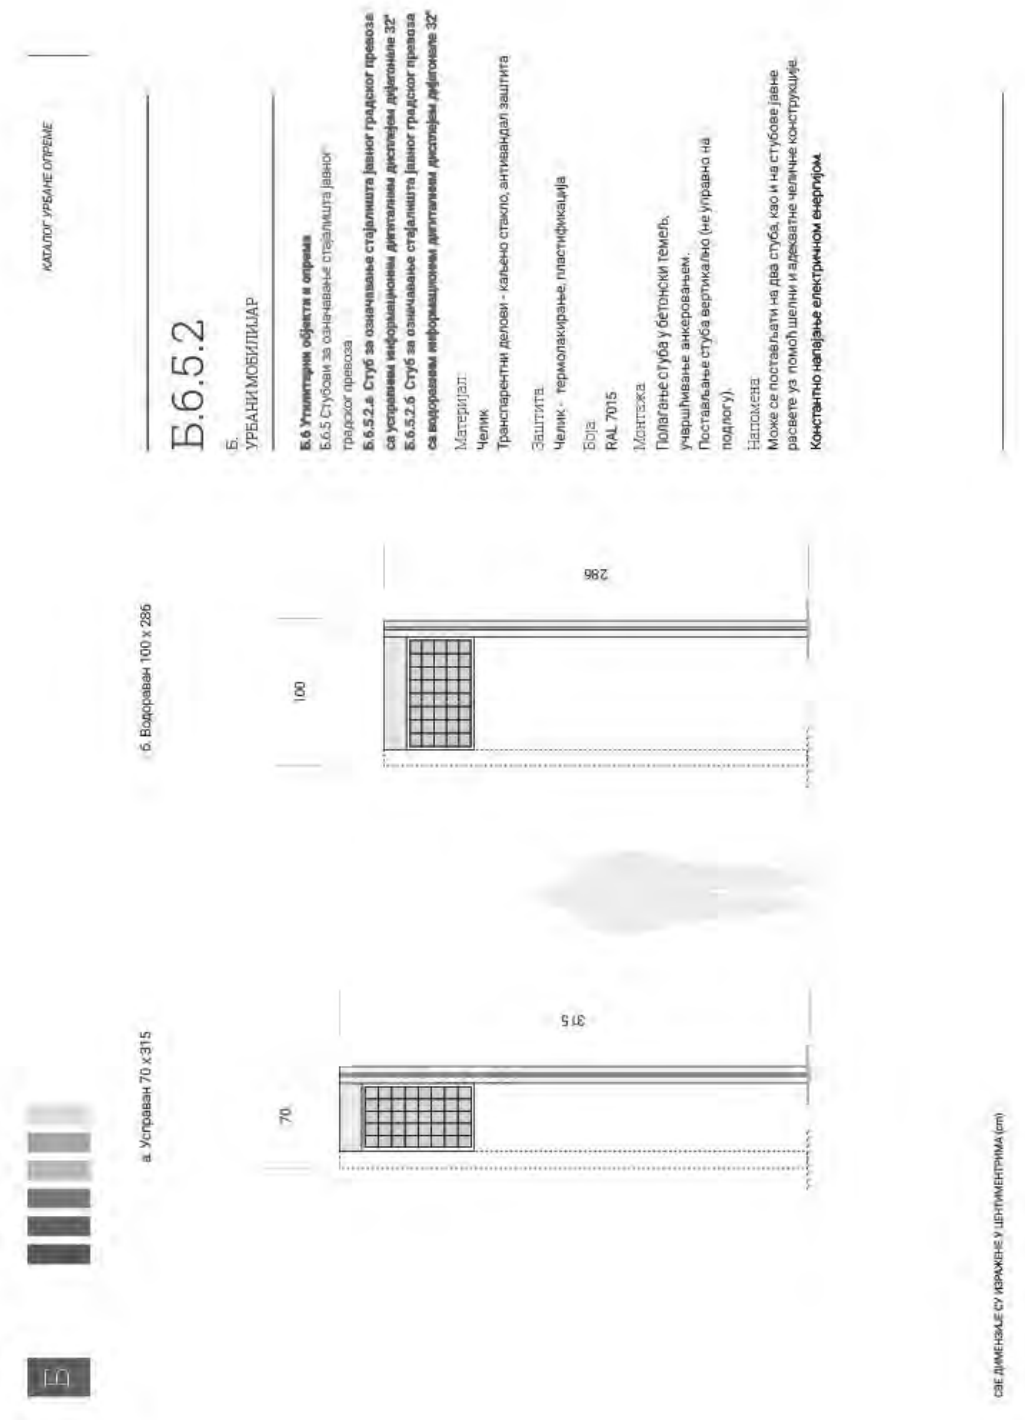 КАТАЛОГ УРБАНЕ ОПРЕМЕ
Б
Б.6.5.2
Б.
УРБАНИ МОБИЛИЈАР
Б.6 Утилитарни објекти и опрема
Б.6.5 Стубови за означавање стајалишта јавног
градског превоза
Б.6.5.2.а Стуб за означавање стајалишта јавног градског превоза
са усправним информационим дигиталним дисплејем дијагонале 32"
Б.6.5.2.б Стуб за означавање стајалишта јавног градског превоза
са водоравним информационим дигиталним дисплејем дијагонале 32"
Материјал
Челик
Транспарентни делови - каљено стакло, антивандал заштита
Заштита
Челик - термолакирање, пластификација
Боја
RAL 7015
Монтажа
Полагање стуба у бетонски темељ,
учвршћивање анкеровањем.
Постављање стуба вертикално (не управно на
подлогу).
Напомена
Може се постављати на два стуба, као и на стубове јавне
расвете уз помоћ шелни и адекватне челичне конструкције.
Константно напајање електричном енергијом.
а. Усправан 70 x 315
70
315
б. Водораван 100 x 286
100
286
СВЕ ДИМЕНЗИЈЕ СУ ИЗРАЖЕНЕ У ЦЕНТИМЕНТРИМА (cm)